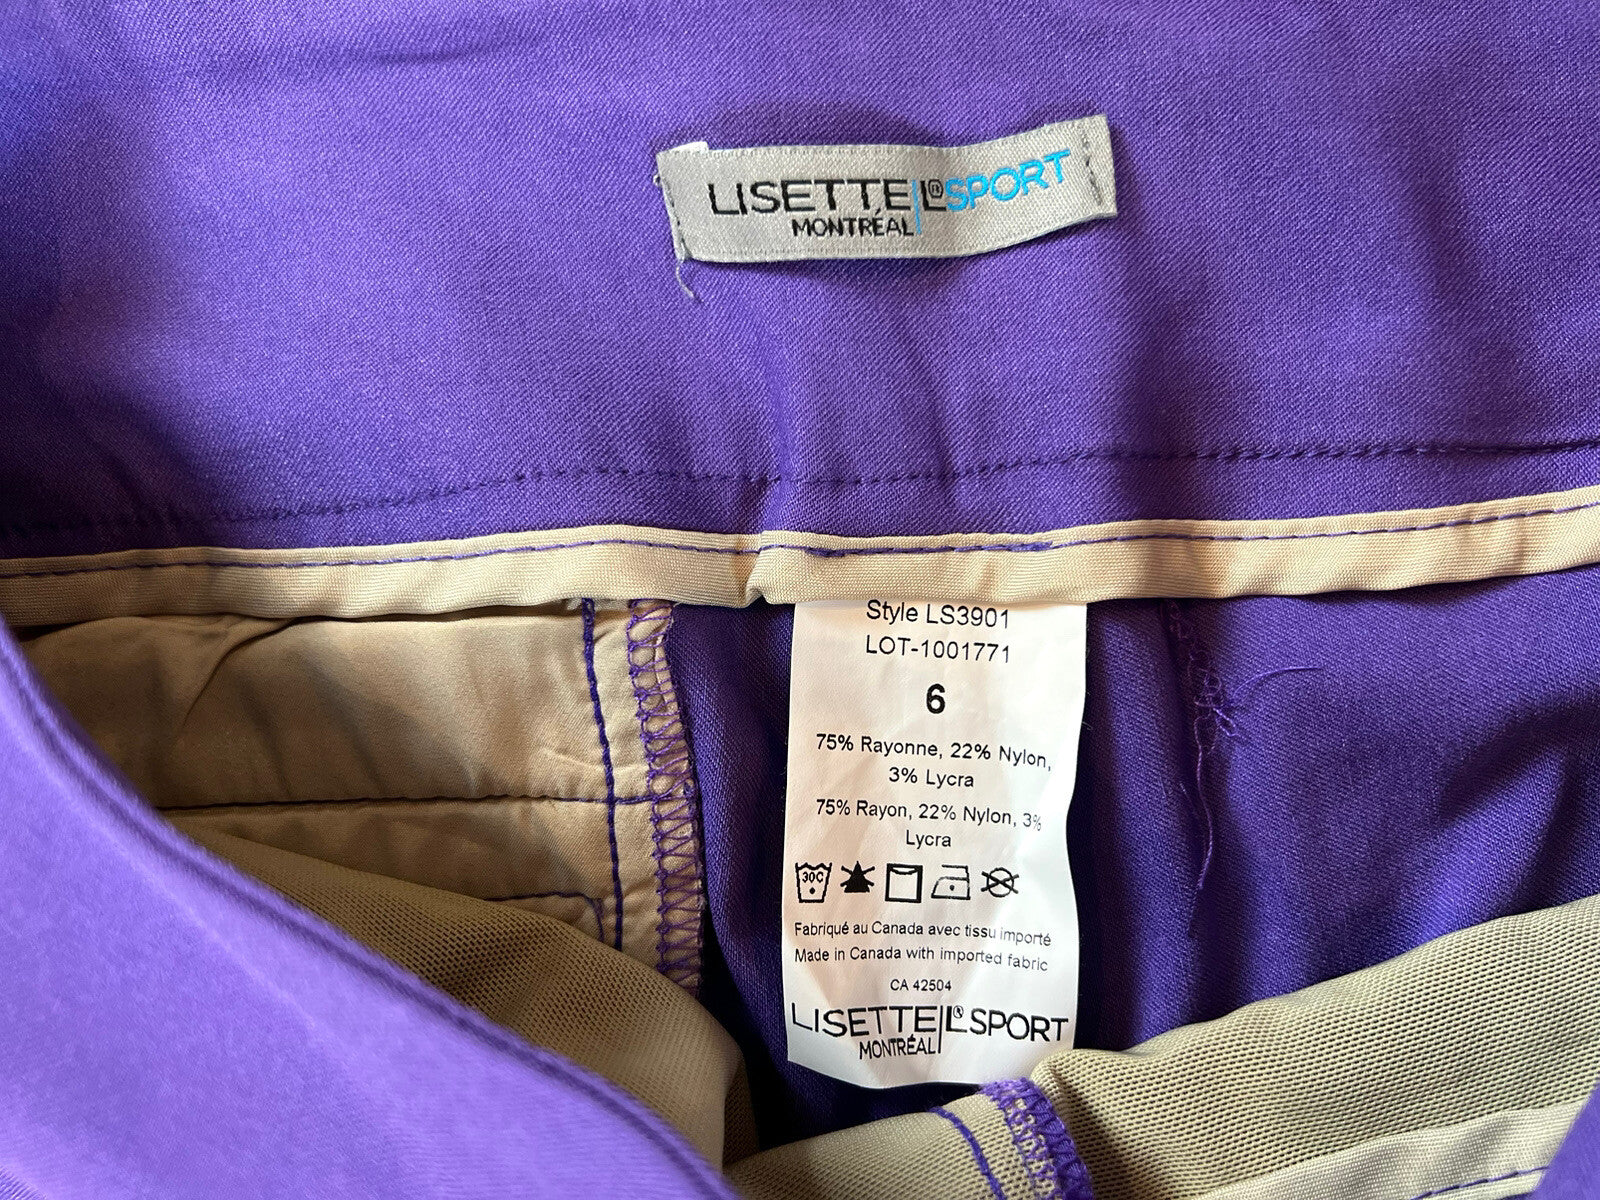 LISETTE L® SPORT
MONTRÉAL
Style LS3901
LOT-1001771
6
75% Rayonne, 22% Nylon,
3% Lycra
75% Rayon, 22% Nylon, 3%
Lycra
30C
Fabriqué au Canada avec tissu importé
Made in Canada with imported fabric
CA 42504
LISETTE L® SPORT
MONTRÉAL